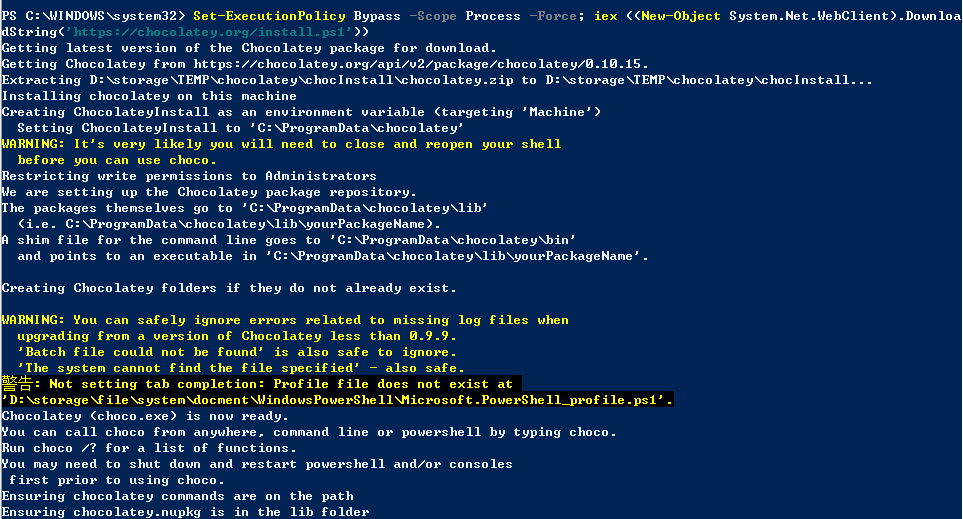 PS C:\WINDOWS\system32> Set-ExecutionPolicy Bypass -Scope Process -Force; iex ((New-Object System.Net.WebClient).Downloa
dString('https://chocolatey.org/install.ps1'))
Getting latest version of the Chocolatey package for download.
Getting Chocolatey from https://chocolatey.org/api/v2/package/chocolatey/0.10.15.
Extracting D:\storage\TEMP\chocolatey\chocInstall\chocolatey.zip to D:\storage\TEMP\chocolatey\chocInstall...
Installing chocolatey on this machine
Creating ChocolateyInstall as an environment variable (targeting 'Machine')
  Setting ChocolateyInstall to 'C:\ProgramData\chocolatey'
WARNING: It's very likely you will need to close and reopen your shell
  before you can use choco.
Restricting write permissions to Administrators
We are setting up the Chocolatey package repository.
The packages themselves go to 'C:\ProgramData\chocolatey\lib'
  (i.e. C:\ProgramData\chocolatey\lib\yourPackageName).
A shim file for the command line goes to 'C:\ProgramData\chocolatey\bin'
  and points to an executable in 'C:\ProgramData\chocolatey\lib\yourPackageName'.

Creating Chocolatey folders if they do not already exist.

WARNING: You can safely ignore errors related to missing log files when
  upgrading from a version of Chocolatey less than 0.9.9.
  'Batch file could not be found' is also safe to ignore.
  'The system cannot find the file specified' - also safe.
警告: Not setting tab completion: Profile file does not exist at
'D:\storage\file\system\docment\WindowsPowerShell\Microsoft.PowerShell_profile.ps1'.
Chocolatey (choco.exe) is now ready.
You can call choco from anywhere, command line or powershell by typing choco.
Run choco /? for a list of functions.
You may need to shut down and restart powershell and/or consoles
 first prior to using choco.
Ensuring chocolatey commands are on the path
Ensuring chocolatey.nupkg is in the lib folder